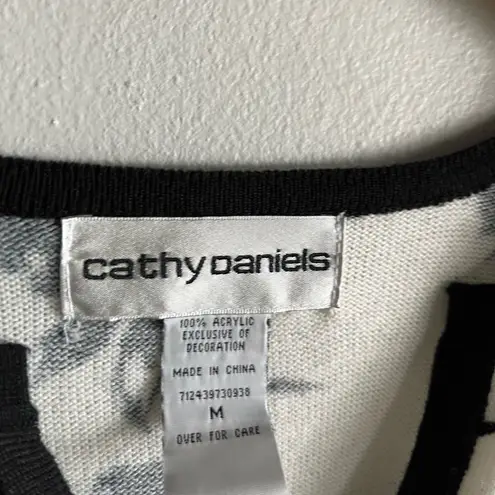 cathy Daniels
100% ACRYLIC
EXCLUSIVE OF
DECORATION
MADE IN CHINA
712439730938
M
OVER FOR CARE